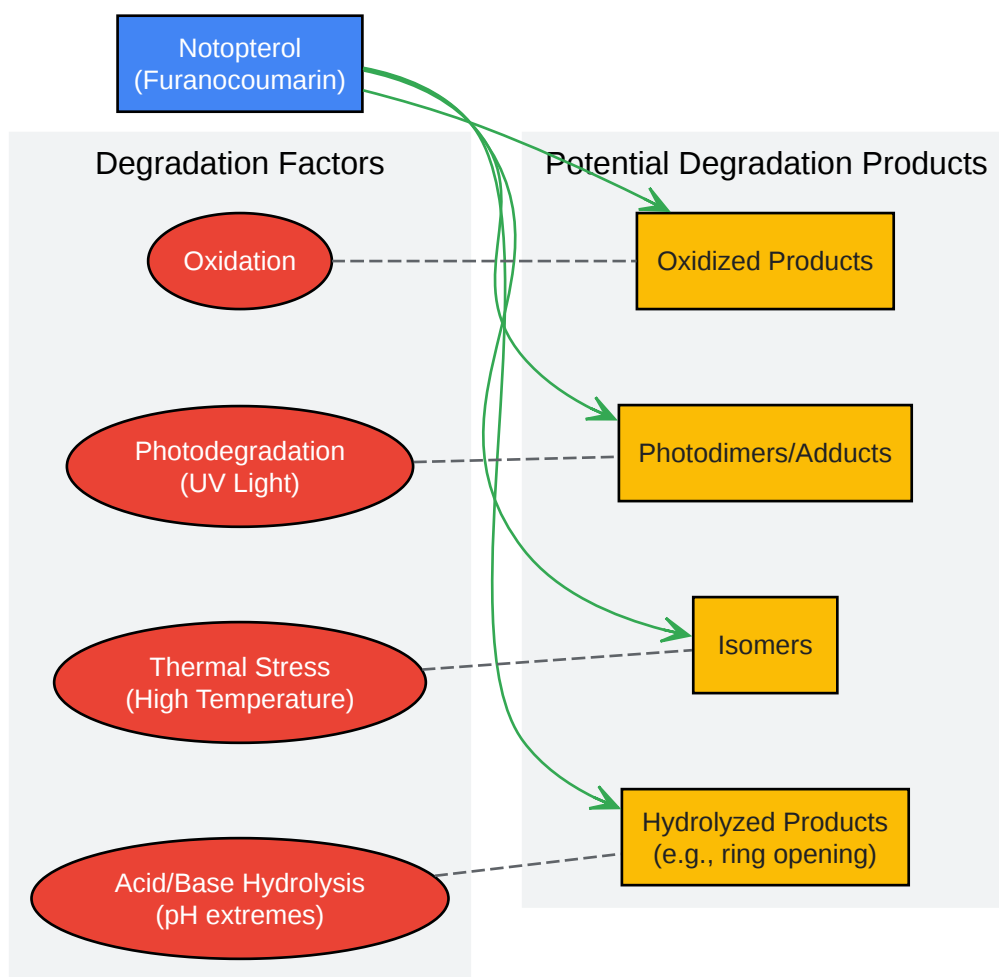 Notopterol
(Furanocoumarin)
Degradation Factors
Potential Degradation Products
Oxidation
Oxidized Products
Photodegradation
(UV Light)
Photodimers/Adducts
Thermal Stress
(High Temperature)
Isomers
Acid/Base Hydrolysis
(pH extremes)
Hydrolyzed Products
(e.g., ring opening)